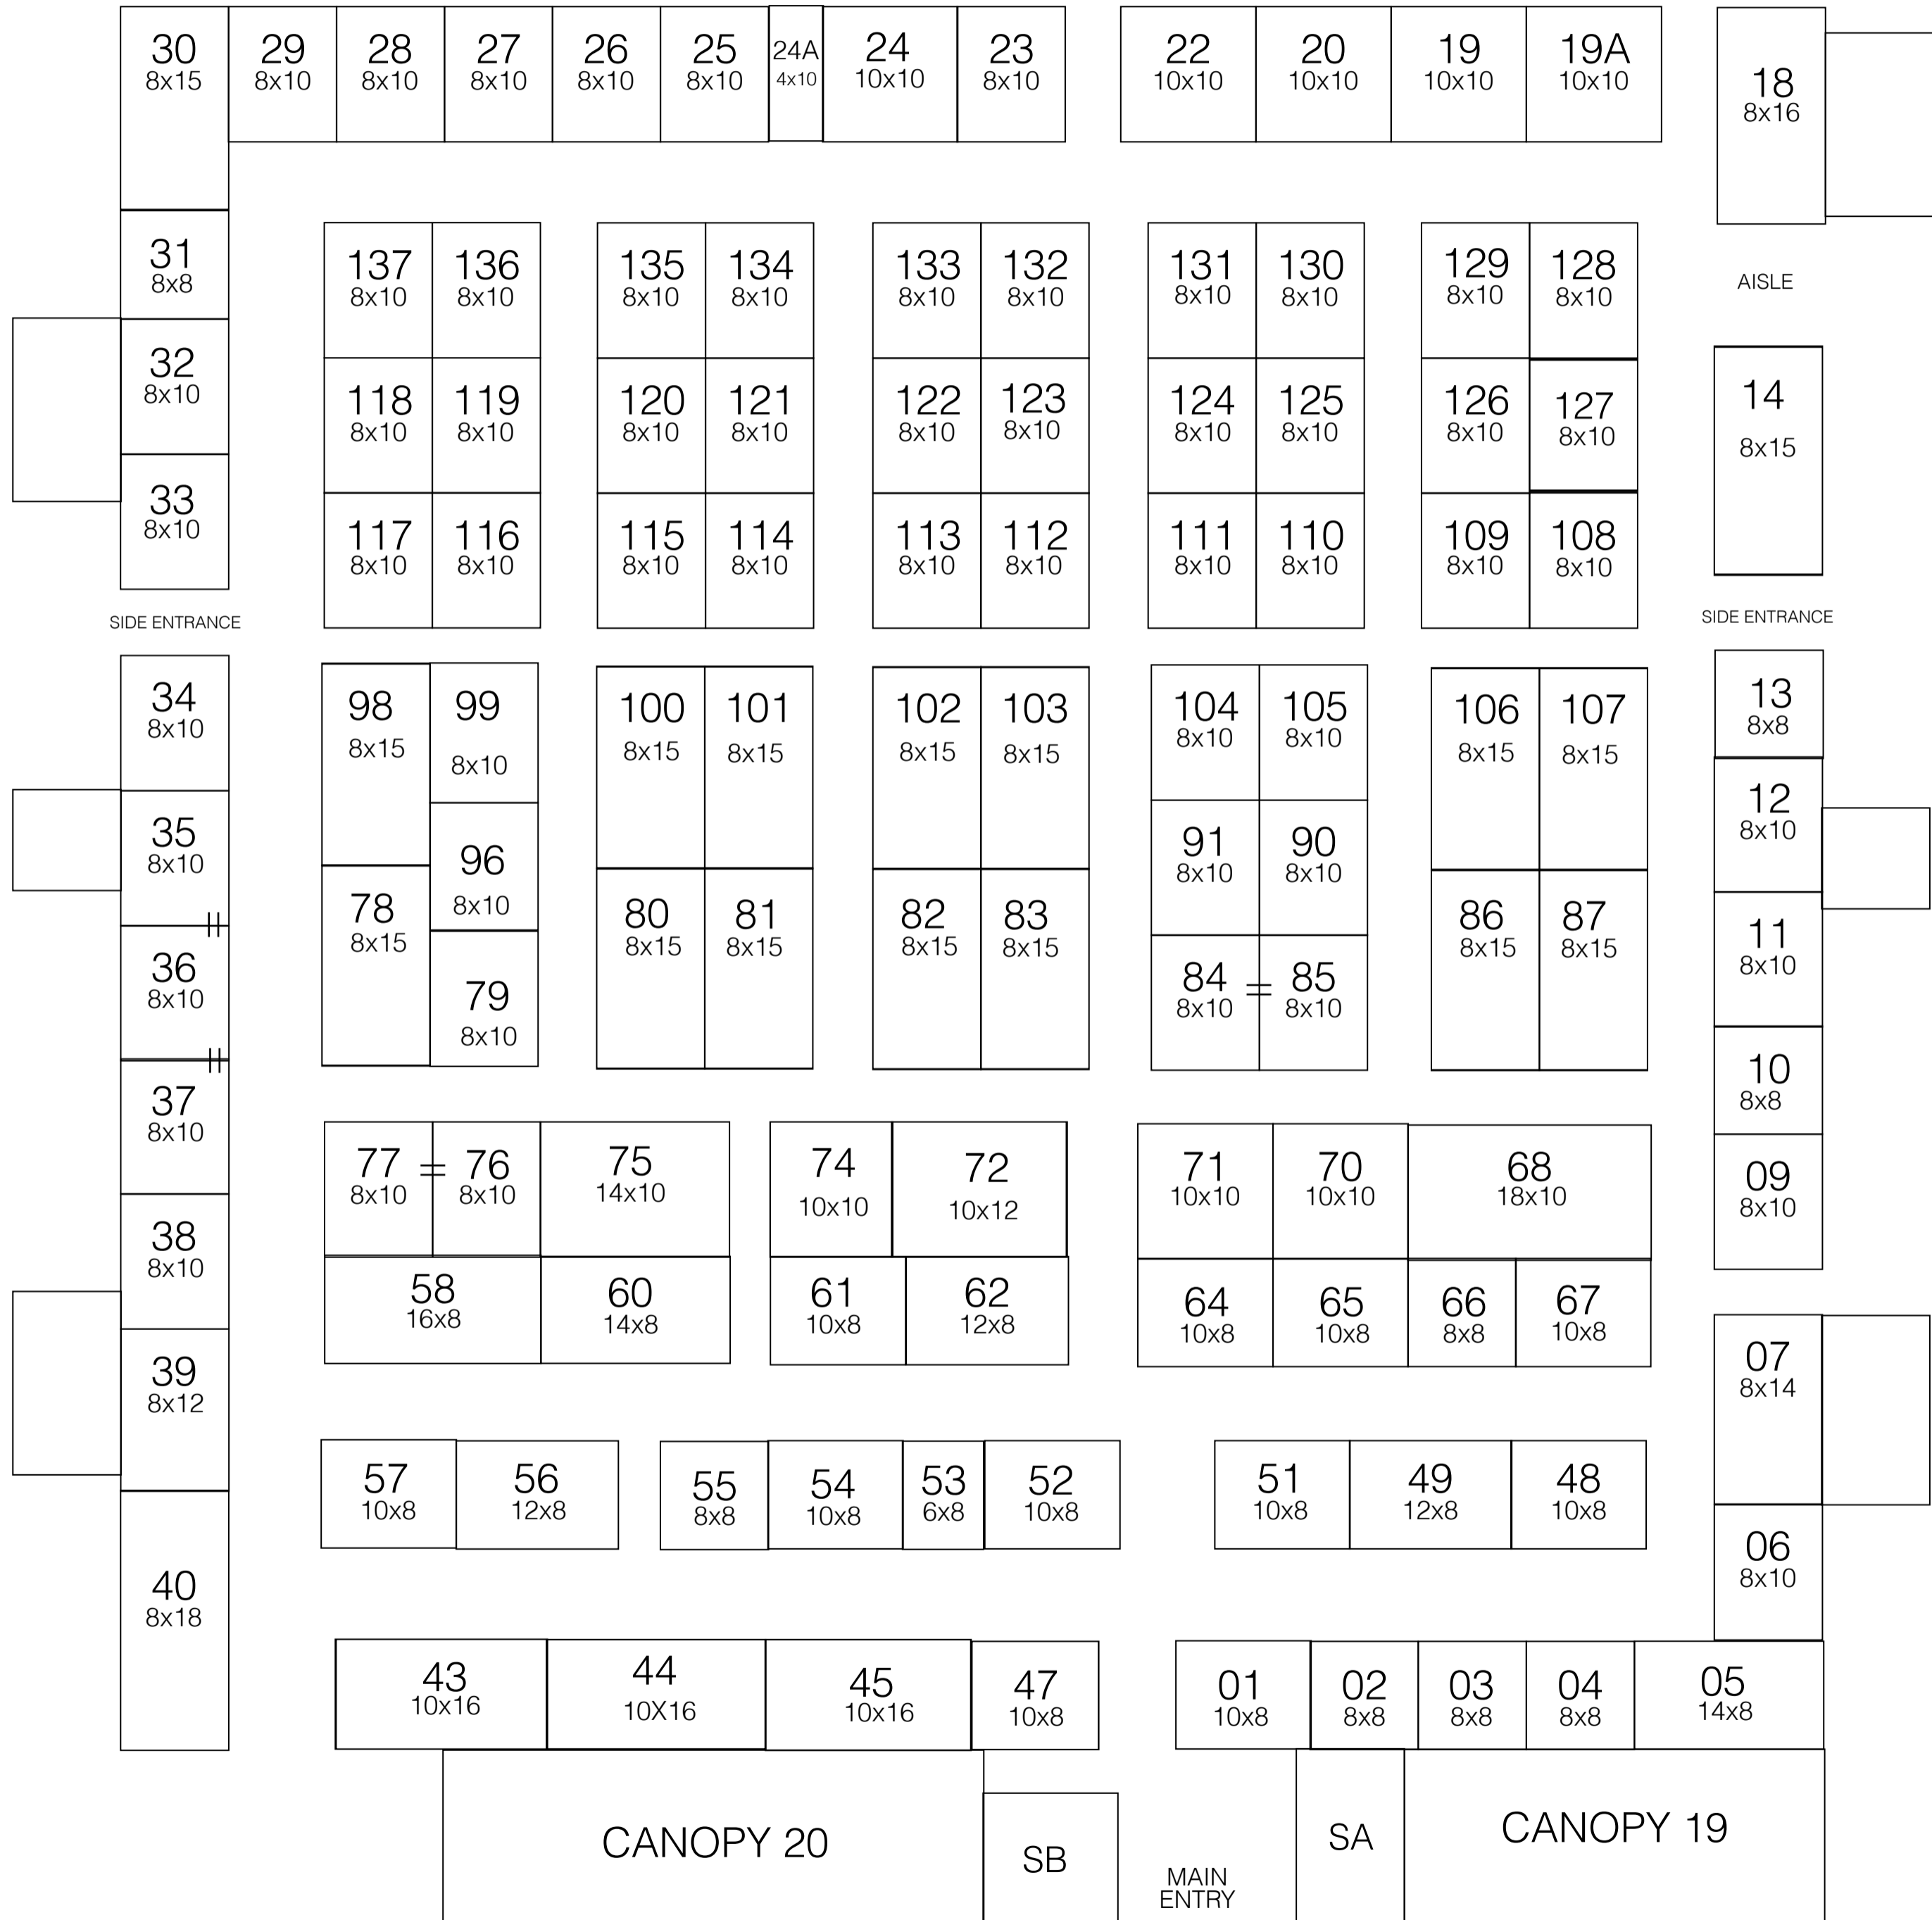 30
8x15
29
8x10
28
8x10
27
8x10
26
8x10
25
8x10
24A
4x10
24
10x10
23
8x10
22
10x10
20
10x10
19
10x10
19A
10x10
18
8x16
31
8x8
32
8x10
33
8x10
SIDE ENTRANCE
137
8x10
136
8x10
135
8x10
134
8x10
133
8x10
132
8x10
131
8x10
130
8x10
129
8x10
128
8x10
AISLE
118
8x10
119
8x10
120
8x10
121
8x10
122
8x10
123
8x10
124
8x10
125
8x10
126
8x10
127
8x10
14
8x15
117
8x10
116
8x10
115
8x10
114
8x10
113
8x10
112
8x10
111
8x10
110
8x10
109
8x10
108
8x10
SIDE ENTRANCE
34
8x10
35
8x10
36
8x10
37
8x10
38
8x10
39
8x12
40
8x18
98
8x15
99
8x10
96
8x10
78
8x15
79
8x10
100
8x15
101
8x15
80
8x15
81
8x15
102
8x15
103
8x15
82
8x15
83
8x15
104
8x10
105
8x10
91
8x10
90
8x10
84
8x10
85
8x10
106
8x15
107
8x15
86
8x15
87
8x15
13
8x8
12
8x10
11
8x10
10
8x8
09
8x10
07
8x14
06
8x10
77
8x10
76
8x10
75
14x10
74
10x10
72
10x12
71
10x10
70
10x10
68
18x10
58
16x8
60
14x8
61
10x8
62
12x8
64
10x8
65
10x8
66
8x8
67
10x8
57
10x8
56
12x8
55
8x8
54
10x8
53
6x8
52
10x8
51
10x8
49
12x8
48
10x8
43
10x16
44
10X16
45
10x16
47
10x8
01
10x8
02
8x8
03
8x8
04
8x8
05
14x8
CANOPY 20
SB
MAIN
ENTRY
SA
CANOPY 19